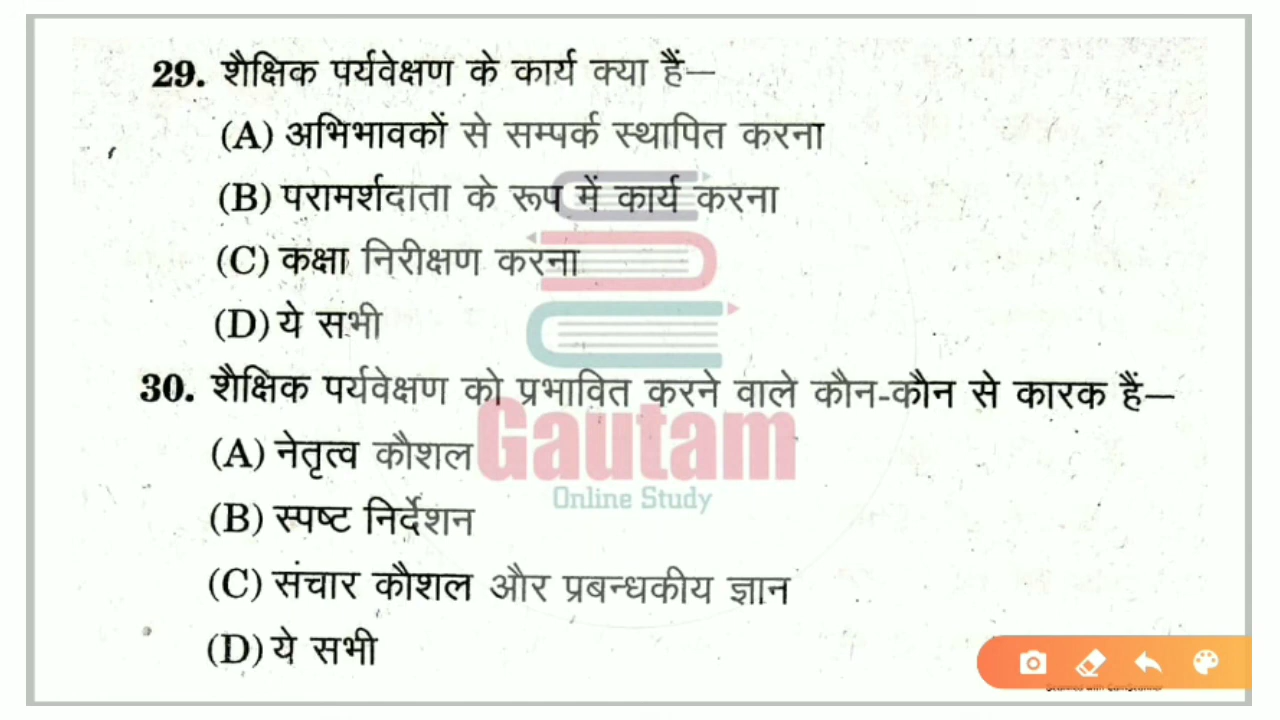 29. शैक्षिक पर्यवेक्षण के कार्य क्या हैं—
(A) अभिभावकों से सम्पर्क स्थापित करना
(B) परामर्शदाता के रूप में कार्य करना
(C) कक्षा निरीक्षण करना
(D) ये सभी
30. शैक्षिक पर्यवेक्षण को प्रभावित करने वाले कौन-कौन से कारक हैं—
(A) नेतृत्व कौशल
Gautam
Online Study
(B) स्पष्ट निर्देशन
(C) संचार कौशल और प्रबन्धकीय ज्ञान
(D) ये सभी